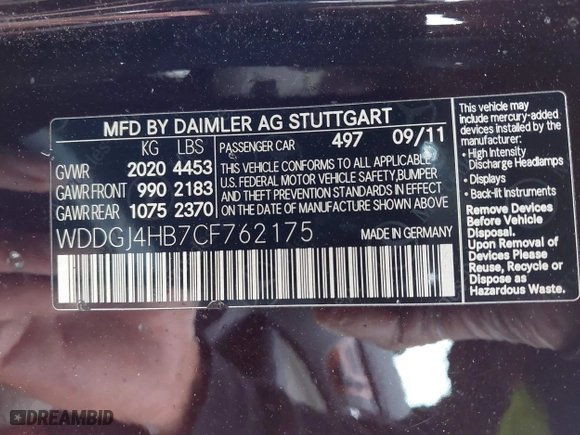 MFD BY DAIMLER AG STUTTGART
KG LBS PASSENGER CAR 497 09/11
GVWR 2020 4453
GAWR FRONT 990 2183
GAWR REAR 1075 2370
THIS VEHICLE CONFORMS TO ALL APPLICABLE
U.S. FEDERAL MOTOR VEHICLE SAFETY, BUMPER
AND THEFT PREVENTION STANDARDS IN EFFECT
ON THE DATE OF MANUFACTURE SHOWN ABOVE.
WDDGJ4HB7CF762175 MADE IN GERMANY
This vehicle may
include mercury-added
devices installed by the
manufacturer:
• High Intensity
Discharge Headlamps
• Displays
• Back-lit Instruments
Remove Devices
Before Vehicle
Disposal.
Upon Removal of
Devices Please
Reuse, Recycle or
Dispose as
Hazardous Waste.
DREAMBID